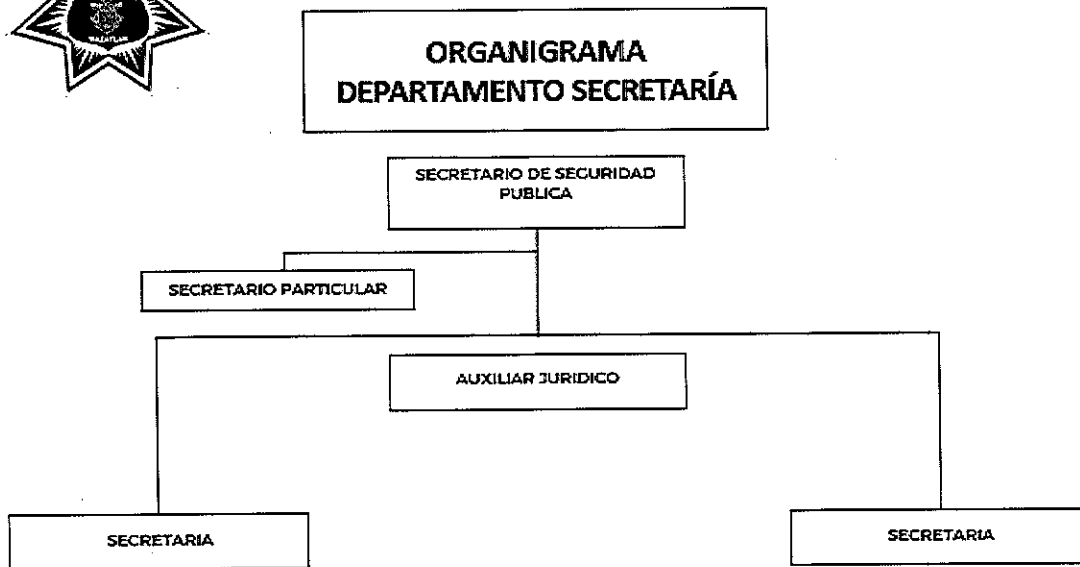 ORGANIGRAMA
DEPARTAMENTO SECRETARÍA
SECRETARIO DE SEGURIDAD
PUBLICA
SECRETARIO PARTICULAR
AUXILIAR JURIDICO
SECRETARIA
SECRETARIA